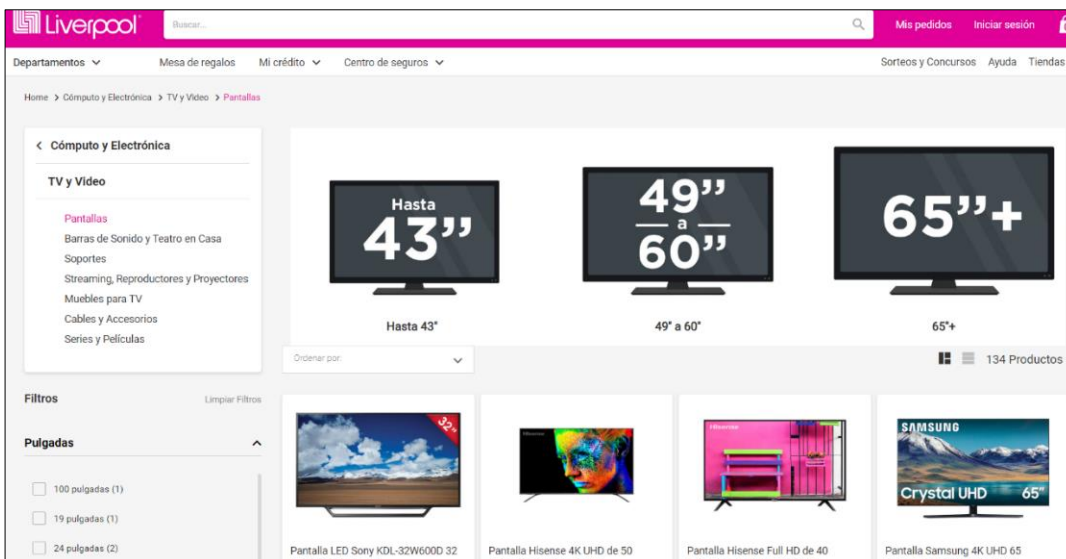 Liverpool
Buscar...
Mis pedidos
Iniciar sesión
Departamentos
Mesa de regalos
Mi crédito
Centro de seguros
Sorteos y Concursos
Ayuda
Tiendas
Home > Cómputo y Electrónica > TV y Video > Pantallas
< Cómputo y Electrónica
TV y Video
Pantallas
Barras de Sonido y Teatro en Casa
Soportes
Streaming, Reproductores y Proyectores
Muebles para TV
Cables y Accesorios
Series y Películas
Hasta
43”
49”
a
60”
65”+
Hasta 43"
49" a 60"
65"+
Ordenar por:
134 Productos
Filtros
Limpiar Filtros
Pulgadas
100 pulgadas (1)
19 pulgadas (1)
24 pulgadas (2)
32"
Hisense
Hisense
SAMSUNG
Crystal UHD
65"
Pantalla LED Sony KDL-32W600D 32
Pantalla Hisense 4K UHD de 50
Pantalla Hisense Full HD de 40
Pantalla Samsung 4K UHD 65